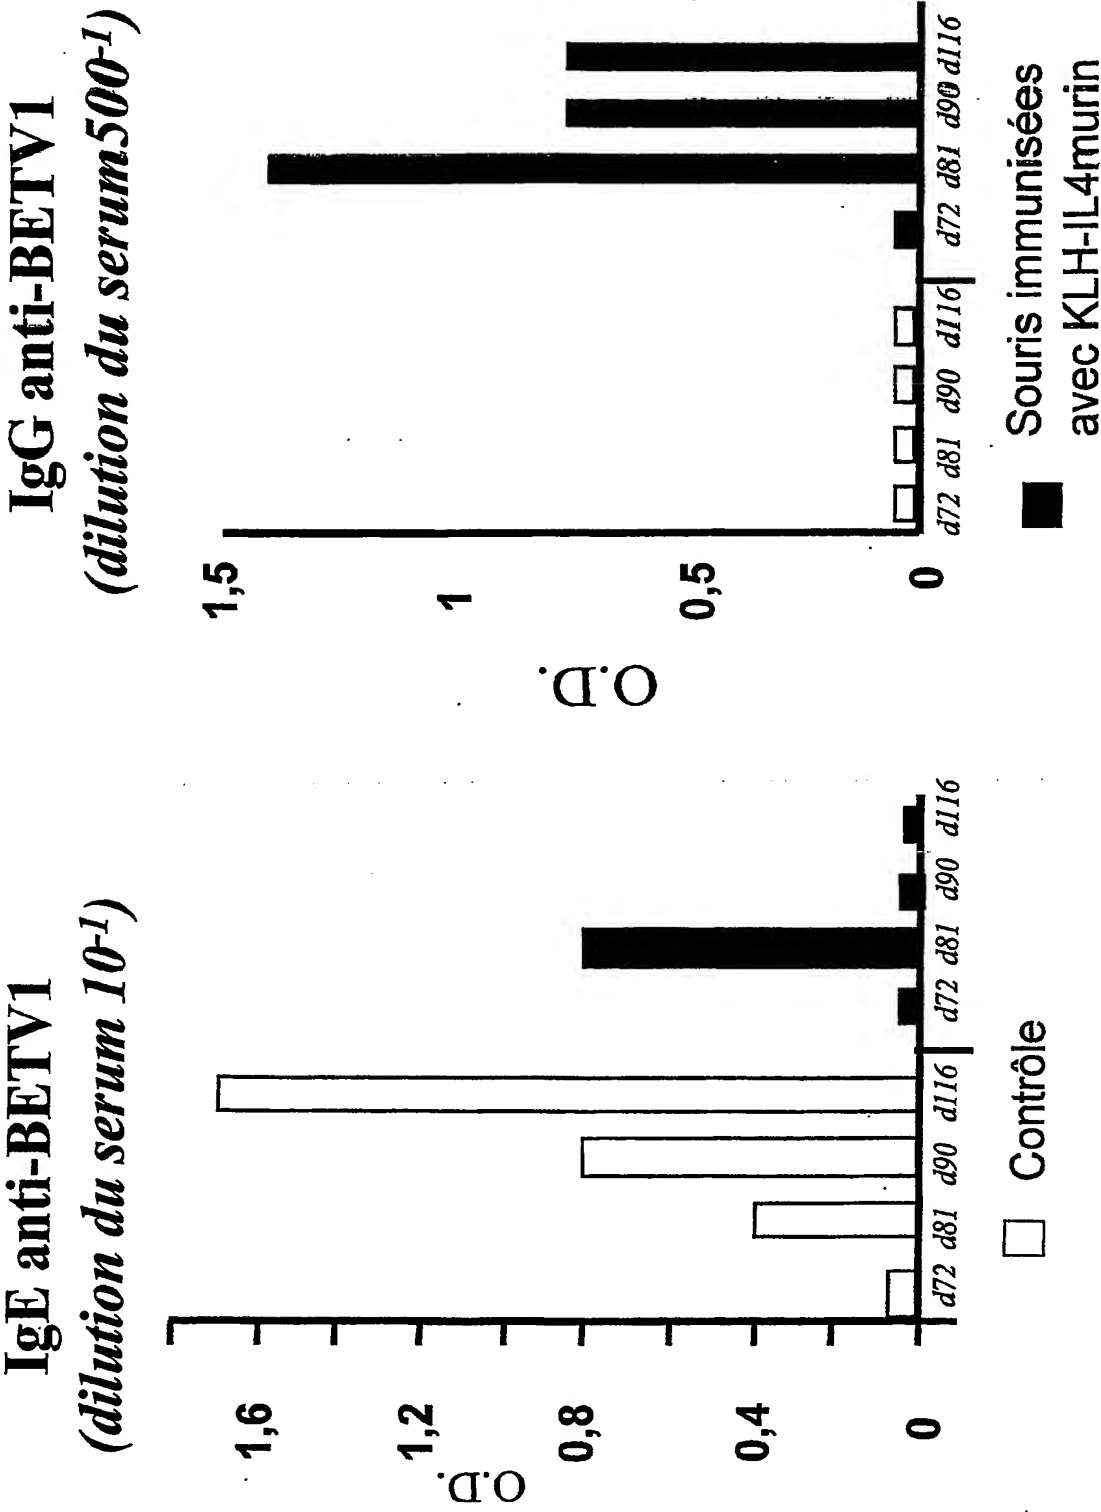 IgE anti-BETV1
(dilution du serum 10-1)
O.D.
1,6
1,2
0,8
0,4
0
d72 d81 d90 d116 d72 d81 d90 d116
Contrôle
IgG anti-BETV1
(dilution du serum500-1)
O.D.
1,5
1
0,5
0
d72 d81 d90 d116 d72 d81 d90 d116
Souris immunisées
avec KLH-IL4murin